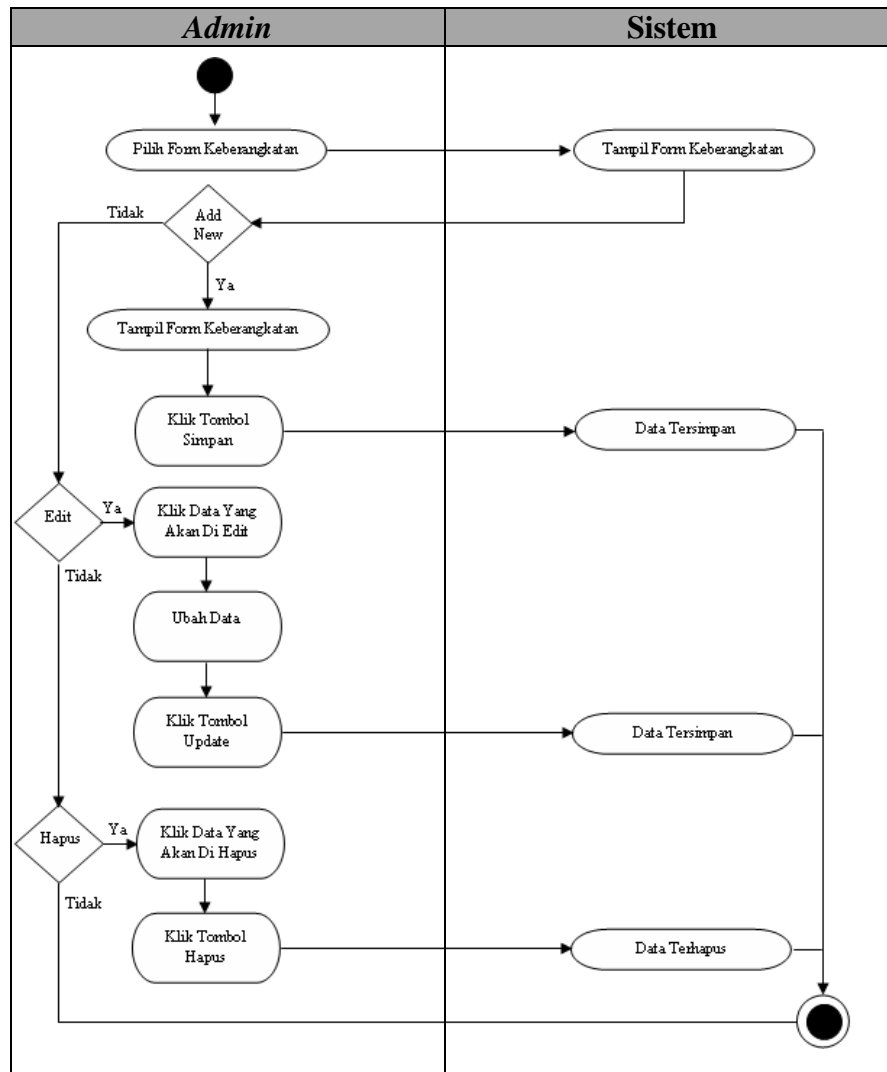 Admin
Sistem
Pilih Form Keberangkatan
Tampil Form Keberangkatan
Tidak
Add
New
Ya
Tampil Form Keberangkatan
Klik Tombol
Simpan
Data Tersimpan
Edit
Ya
Klik Data Yang
Akan Di Edit
Tidak
Ubah Data
Klik Tombol
Update
Data Tersimpan
Hapus
Ya
Klik Data Yang
Akan Di Hapus
Tidak
Klik Tombol
Hapus
Data Terhapus